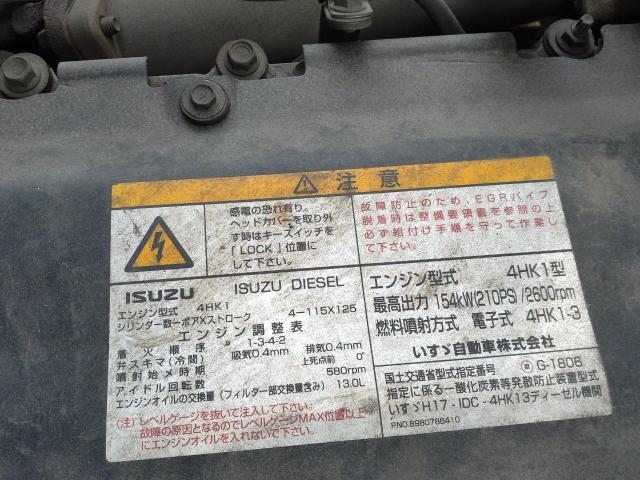 注意
感電の恐れ有り。
ヘッドカバーを取り外
す時はキースイッチを
「LOCK」位置に
して下さい。
故障防止のため、EGRパイプ
脱着時は整備要領書を参照の上
必ず組付け手順を守って作業
して下さい。
ISUZU ISUZU DIESEL
エンジン型式 4HK1
シリンダー数ーボアXストローク 4-115X125
エンジン調整表
着火順序 1-3-4-2
弁スキマ(冷間) 吸気0.4mm 排気0.4mm
噴射始メ時期 上死点前 0°
アイドル回転数 580rpm
エンジンオイルの交換量(フィルター部交換量含み) 13.0L
(注)レベルゲージを抜いて注入して下さい。
故障の原因となるのでレベルゲージMAX位置以上
にエンジンオイルを入れないで下さい。
エンジン型式 4HK1型
最高出力 154kW(210PS)/2600rpm
燃料噴射方式 電子式 4HK1-3
いすゞ自動車株式会社
国土交通省型式指定番号 G-1806
指定に係る一酸化炭素等発散防止装置型式
いすゞH17-IDC-4HK13ディーゼル機関
PNO.8980788410